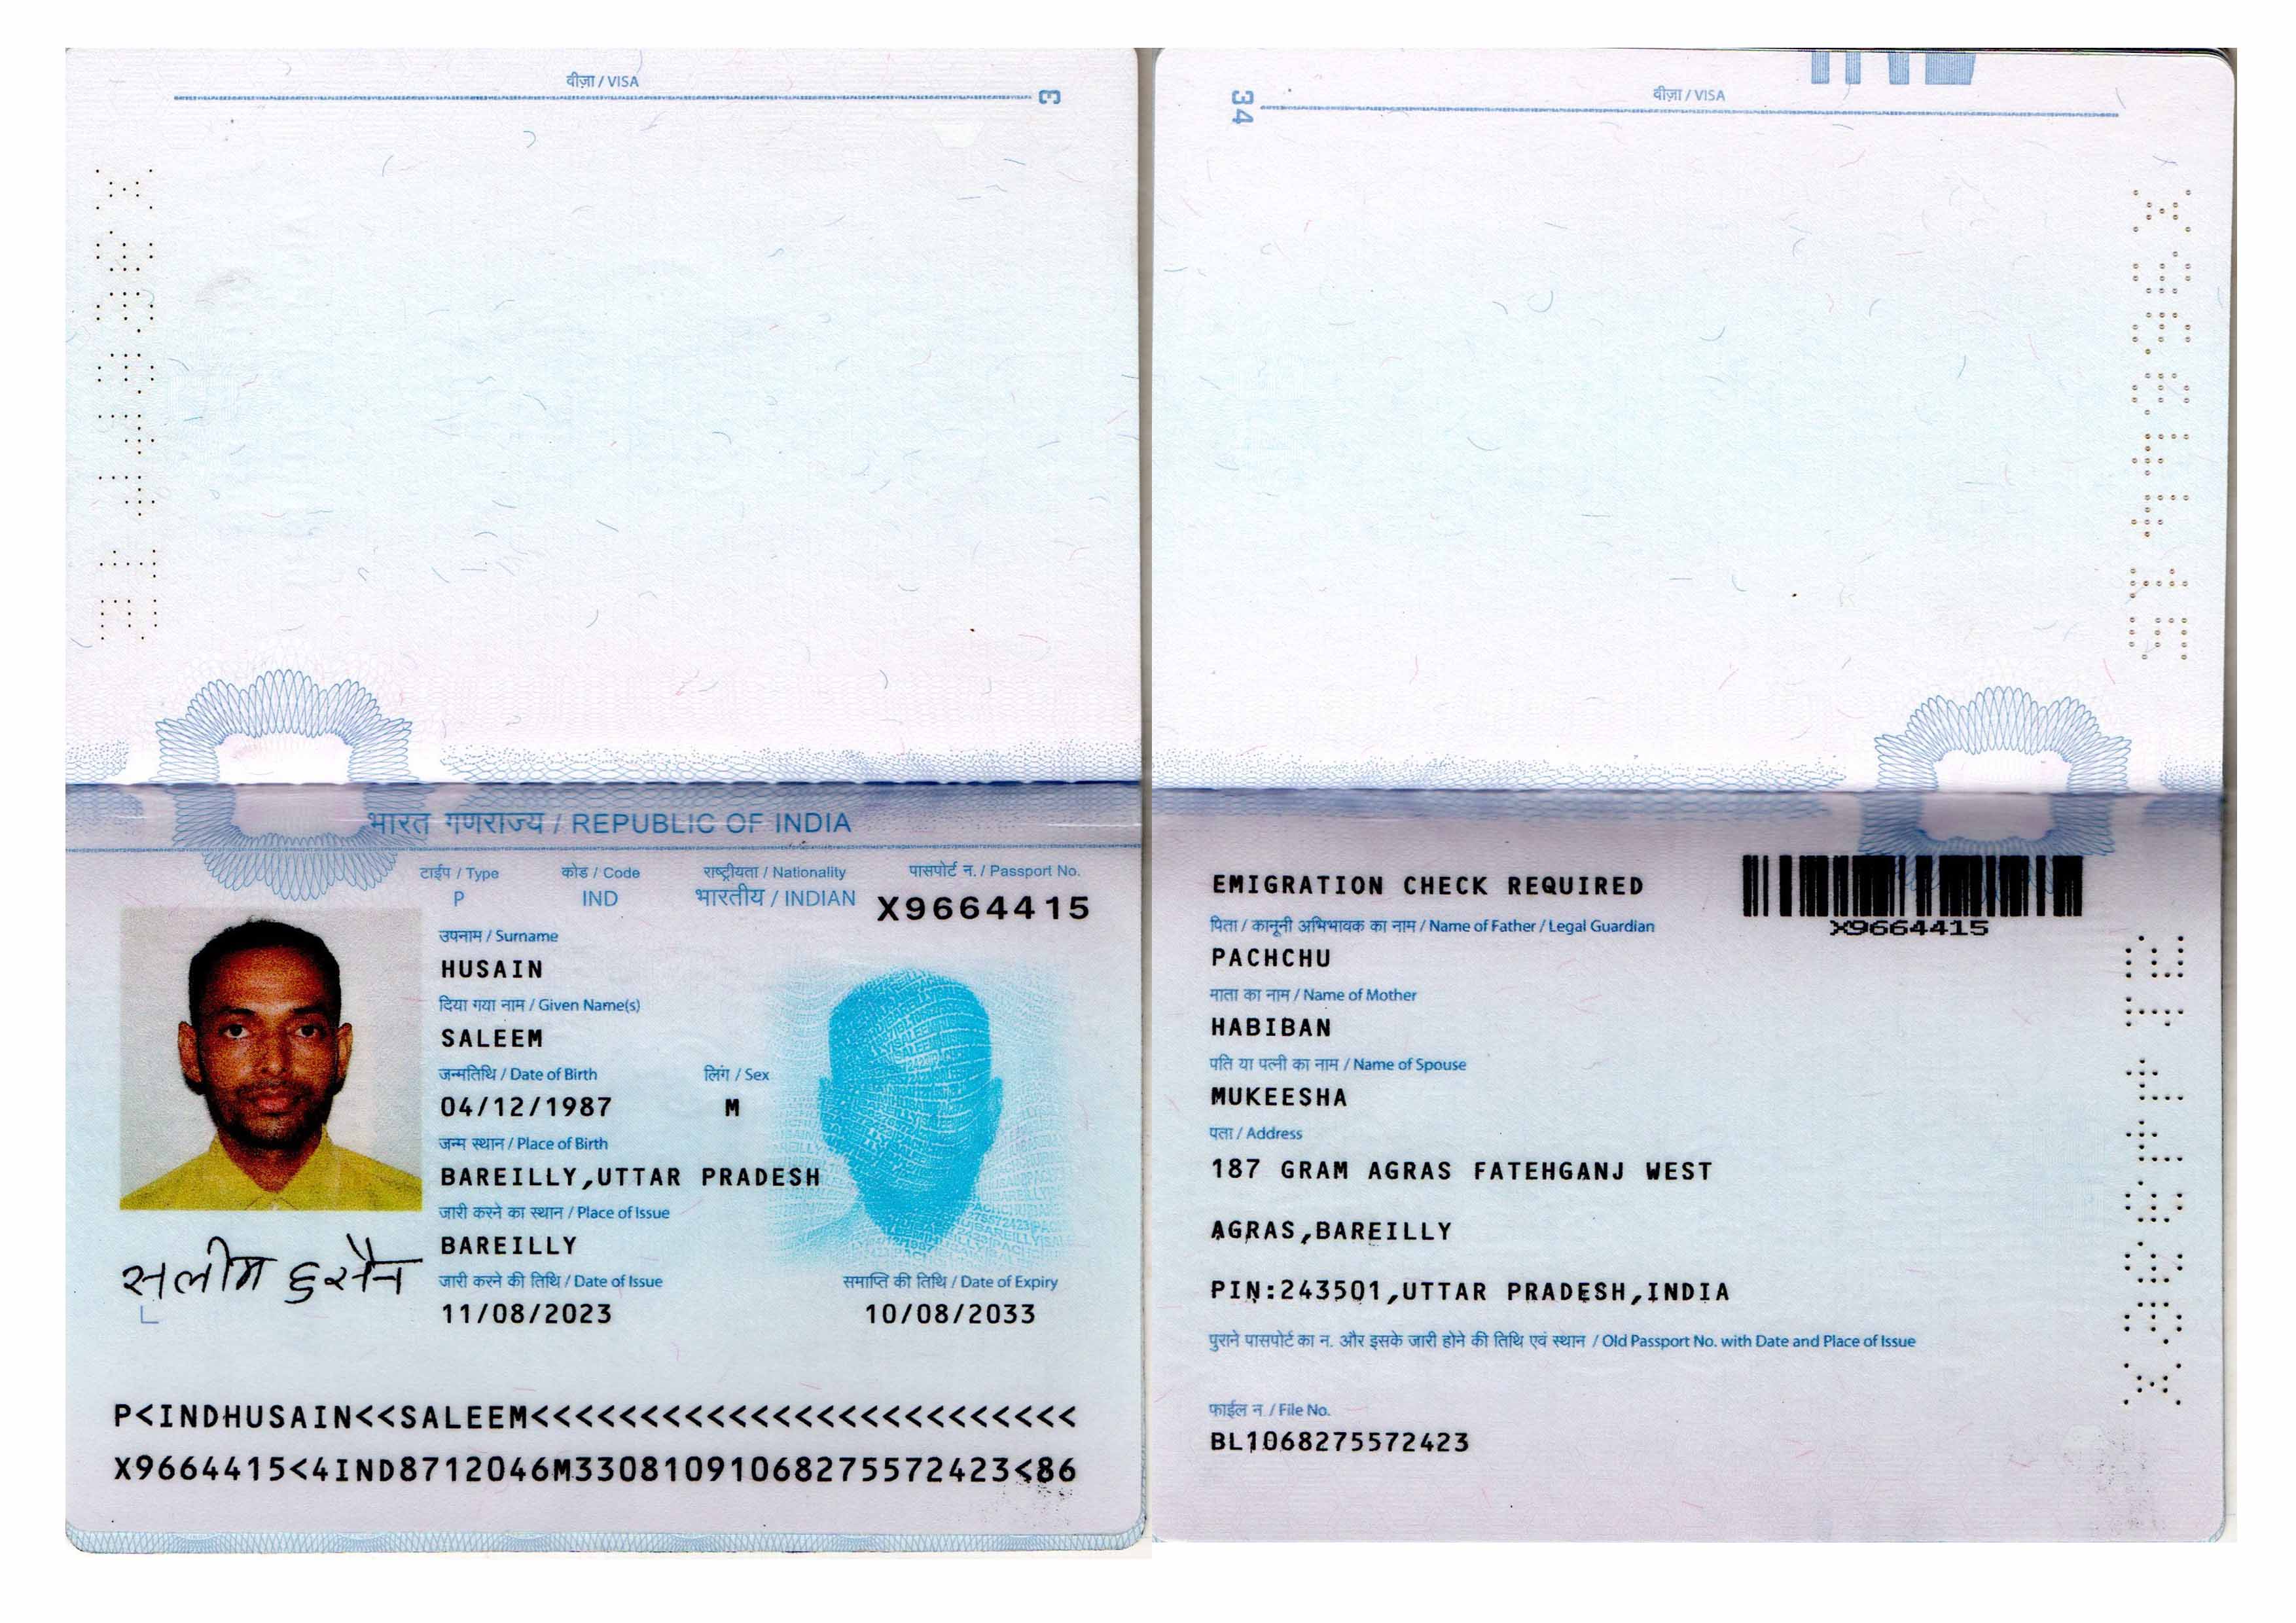 वीज़ा / VISA
3
भारत गणराज्य / REPUBLIC OF INDIA
टाईप / Type कोड / Code राष्ट्रीयता / Nationality पासपोर्ट न. / Passport No.
P IND भारतीय / INDIAN X9664415
उपनाम / Surname
HUSAIN
दिया गया नाम / Given Name(s)
SALEEM
जन्मतिथि / Date of Birth लिंग / Sex
04/12/1987 M
जन्म स्थान / Place of Birth
BAREILLY,UTTAR PRADESH
जारी करने का स्थान / Place of Issue
BAREILLY
सलीम हुसैन
जारी करने की तिथि / Date of Issue समाप्ति की तिथि / Date of Expiry
11/08/2023 10/08/2033
P<INDHUSAIN<<SALEEM<<<<<<<<<<<<<<<<<<<<<<<<<
X9664415<4IND8712046M33081091068275572423<86
34
वीज़ा / VISA
X9664415
EMIGRATION CHECK REQUIRED
X9664415
पिता / कानूनी अभिभावक का नाम / Name of Father / Legal Guardian
PACHCHU
माता का नाम / Name of Mother
HABIBAN
पति या पत्नी का नाम / Name of Spouse
MUKEESHA
पता / Address
187 GRAM AGRAS FATEHGANJ WEST
AGRAS,BAREILLY
PIN:243501,UTTAR PRADESH,INDIA
पुराने पासपोर्ट का न. और इसके जारी होने की तिथि एवं स्थान / Old Passport No. with Date and Place of Issue
फाईल न / File No.
BL1068275572423